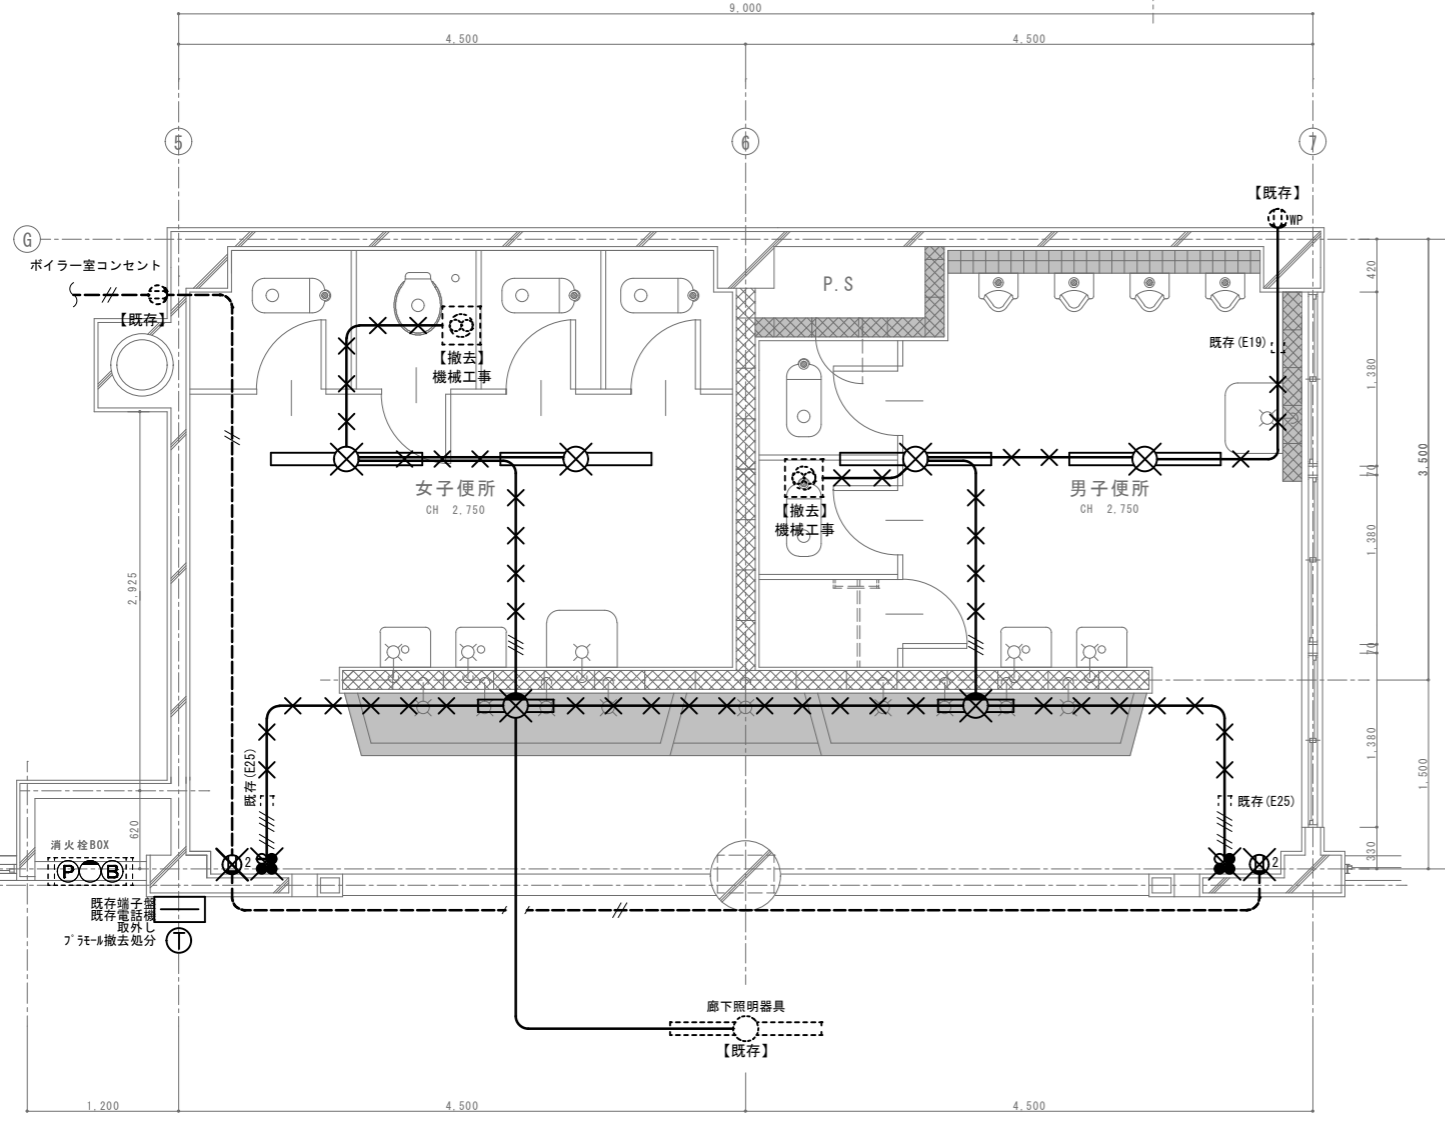 9,000
4,500
4,500
5
6
7
【既存】
WP
G
ボイラー室コンセント
【既存】
P.S
420
既存(E19)
【撤去】
機械工事
1,380
3,500
70
女子便所
CH 2,750
男子便所
CH 2,750
【撤去】
機械工事
1,380
2,925
70
既存(E25)
1,380
1,500
既存(E25)
620
消火栓BOX
P
B
2
2
330
既存端子盤
既存電話機
取外し
プラモール撤去処分
T
廊下照明器具
【既存】
1,200
4,500
4,500